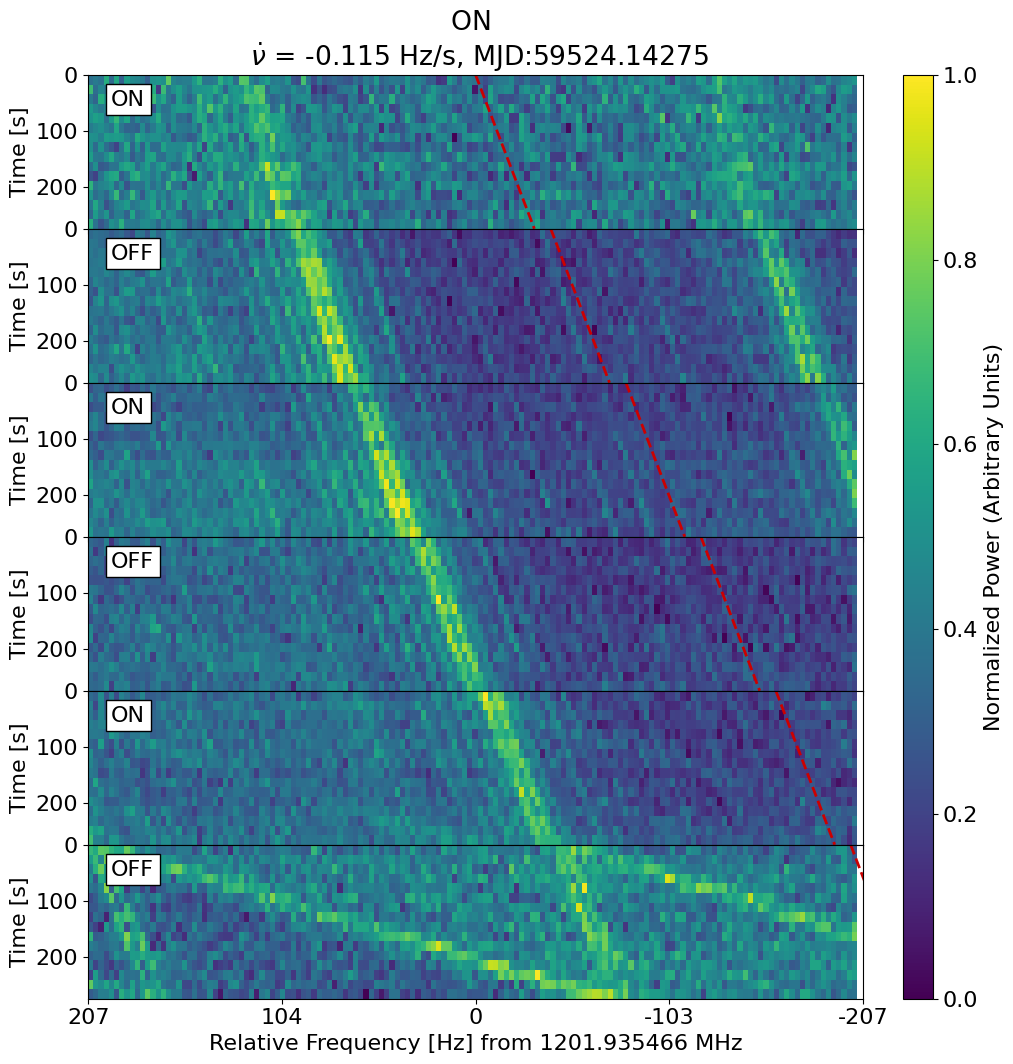 ON
ν̇ = -0.115 Hz/s, MJD:59524.14275
0
100
200
Time [s]
ON
0
100
200
Time [s]
OFF
0
100
200
Time [s]
ON
0
100
200
Time [s]
OFF
0
100
200
Time [s]
ON
0
100
200
Time [s]
OFF
207 104 0 -103 -207
Relative Frequency [Hz] from 1201.935466 MHz
1.0
0.8
0.6
0.4
0.2
0.0
Normalized Power (Arbitrary Units)